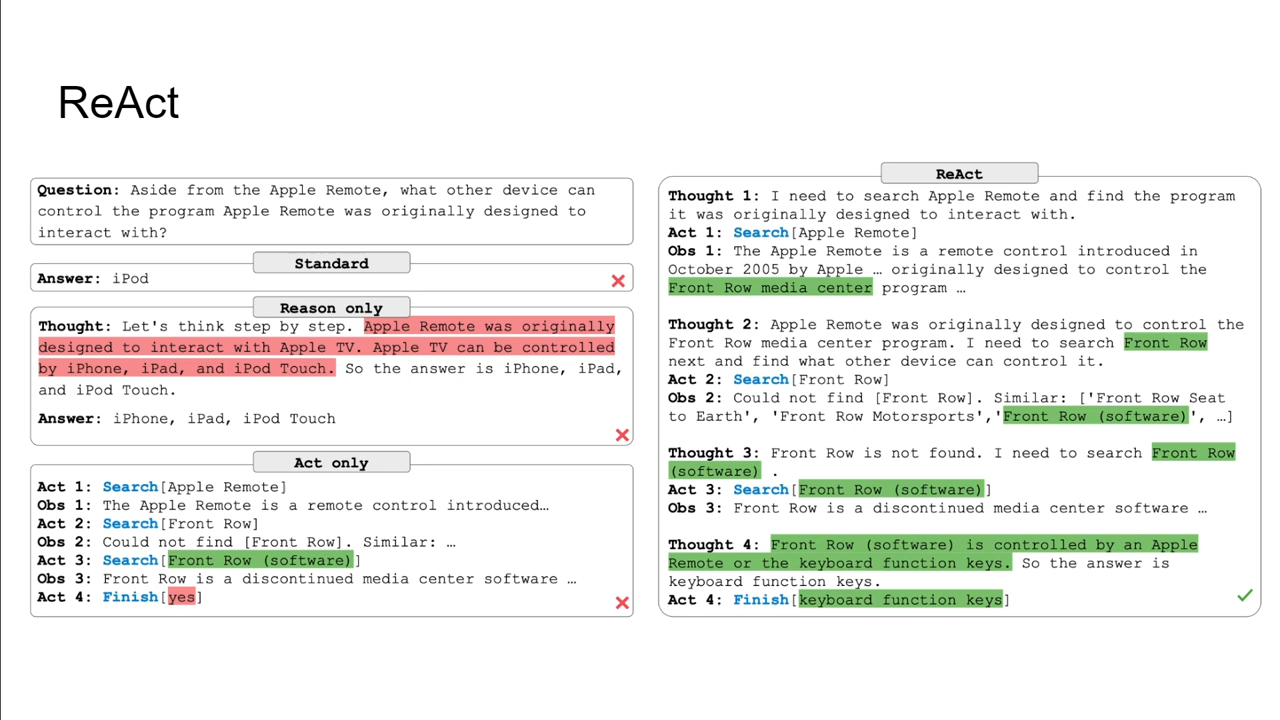 ReAct
Question: Aside from the Apple Remote, what other device can
control the program Apple Remote was originally designed to
interact with?
Standard
Answer: iPod
Reason only
Thought: Let's think step by step. Apple Remote was originally
designed to interact with Apple TV. Apple TV can be controlled
by iPhone, iPad, and iPod Touch. So the answer is iPhone, iPad,
and iPod Touch.
Answer: iPhone, iPad, iPod Touch
Act only
Act 1: Search[Apple Remote]
Obs 1: The Apple Remote is a remote control introduced…
Act 2: Search[Front Row]
Obs 2: Could not find [Front Row]. Similar: …
Act 3: Search[Front Row (software)]
Obs 3: Front Row is a discontinued media center software …
Act 4: Finish[yes]
ReAct
Thought 1: I need to search Apple Remote and find the program
it was originally designed to interact with.
Act 1: Search[Apple Remote]
Obs 1: The Apple Remote is a remote control introduced in
October 2005 by Apple … originally designed to control the
Front Row media center program …
Thought 2: Apple Remote was originally designed to control the
Front Row media center program. I need to search Front Row
next and find what other device can control it.
Act 2: Search[Front Row]
Obs 2: Could not find [Front Row]. Similar: ['Front Row Seat
to Earth', 'Front Row Motorsports','Front Row (software)', …]
Thought 3: Front Row is not found. I need to search Front Row
(software) .
Act 3: Search[Front Row (software)]
Obs 3: Front Row is a discontinued media center software …
Thought 4: Front Row (software) is controlled by an Apple
Remote or the keyboard function keys. So the answer is
keyboard function keys.
Act 4: Finish[keyboard function keys]